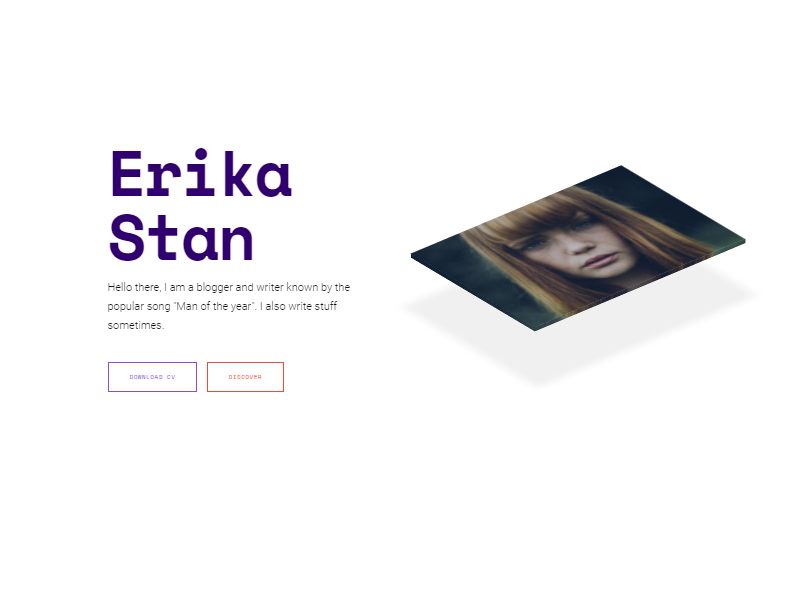 Erika
Stan
Hello there, I am a blogger and writer known by the
popular song "Man of the year". I also write stuff
sometimes.
DOWNLOAD CV
DISCOVER